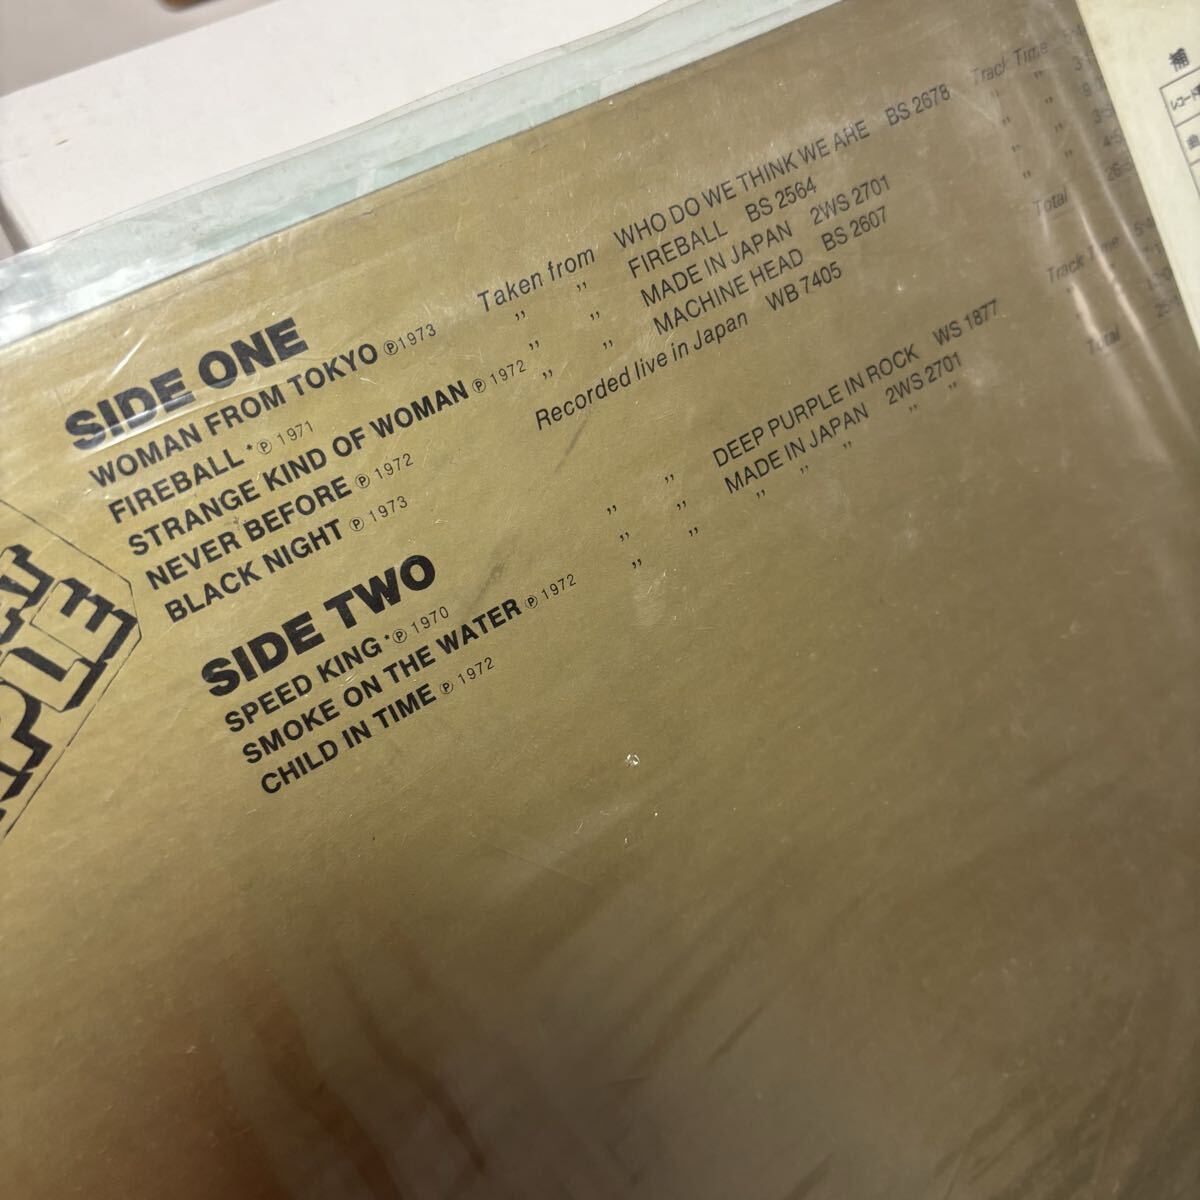 SIDE ONE
WOMAN FROM TOKYO ℗1973 Taken from WHO DO WE THINK WE ARE BS 2678 Track Time
FIREBALL *℗1971 " " FIREBALL BS 2564 " "
STRANGE KIND OF WOMAN ℗1972 " " MADE IN JAPAN 2WS 2701 " "
NEVER BEFORE ℗1972 " " MACHINE HEAD BS 2607 " "
BLACK NIGHT ℗1973 Recorded live in Japan WB 7405 " "
Total
SIDE TWO
SPEED KING *℗1970 " " DEEP PURPLE IN ROCK WS 1877 Track Time
SMOKE ON THE WATER ℗1972 " " MADE IN JAPAN 2WS 2701 " "
CHILD IN TIME ℗1972 " " " " " " "
Total
補